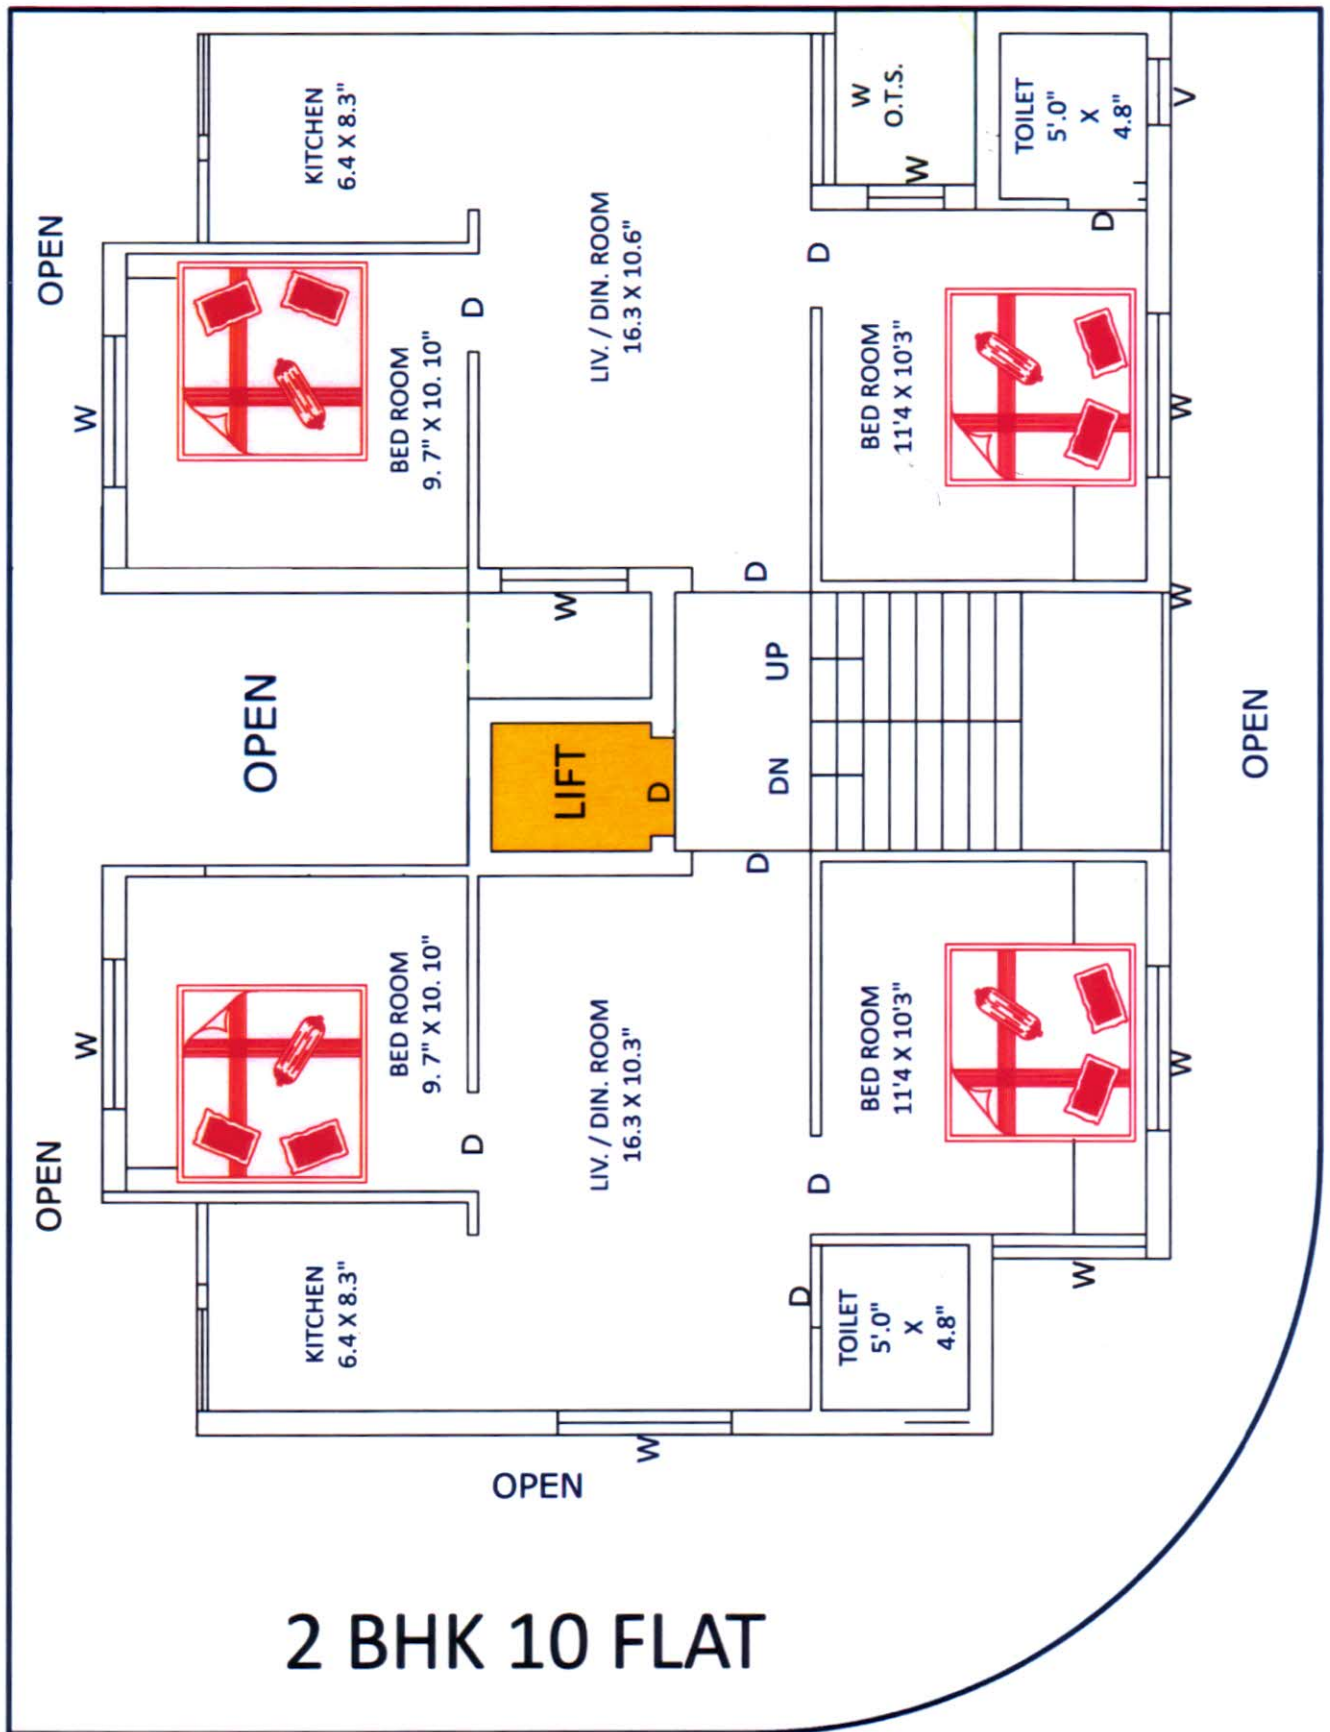 OPEN
KITCHEN
6.4 X 8.3"
W
O.T.S.
W
TOILET
5'.0"
X
4.8"
V
D
D
D
W
BED ROOM
9. 7" X 10. 10"
LIV. / DIN. ROOM
16.3 X 10.6"
BED ROOM
11'4 X 10'3"
W
D
W
W
OPEN
UP
LIFT
D
DN
OPEN
D
W
BED ROOM
9. 7" X 10. 10"
LIV. / DIN. ROOM
16.3 X 10.3"
BED ROOM
11'4 X 10'3"
W
OPEN
D
D
KITCHEN
6.4 X 8.3"
D
TOILET
5'.0"
X
4.8"
W
W
OPEN
2 BHK 10 FLAT